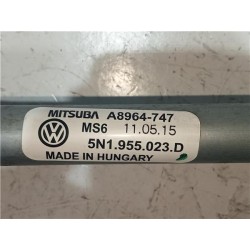 MITSUBA A8964-747
MS6 11.05.15
5N1.955.023.D
MADE IN HUNGARY